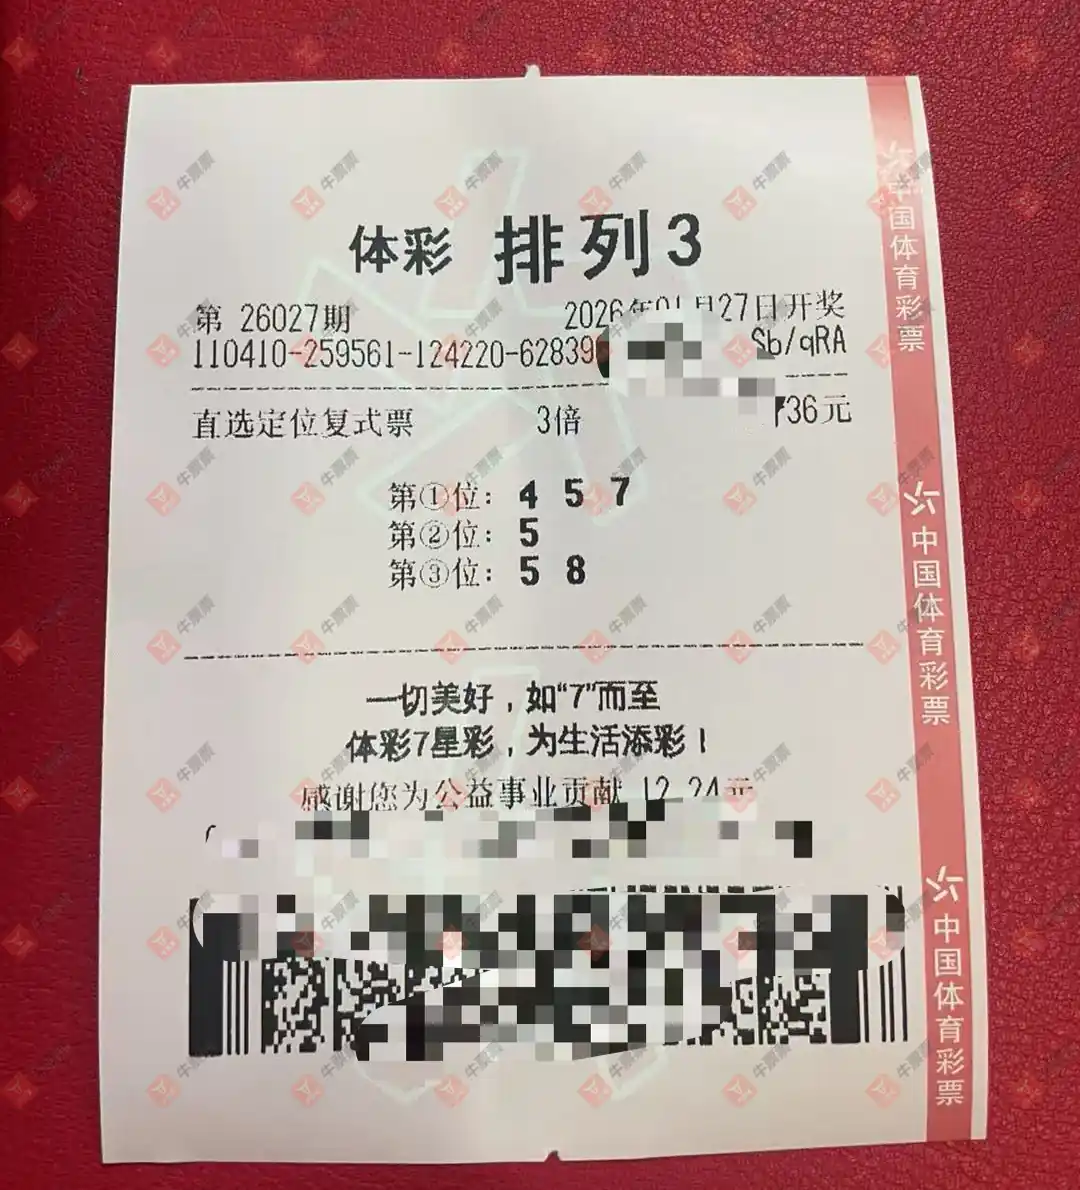 体彩 排列3
第 26027期 2026年01月27日开奖
110410-259561-124220-62839 Sb/qRA
直选定位复式票 3倍 36元
第①位: 4 5 7
第②位: 5
第③位: 5 8
一切美好，如“7”而至
体彩7星彩，为生活添彩！
感谢您为公益事业贡献 12.24元
中国体育彩票
中国体育彩票
中国体育彩票
牛票票